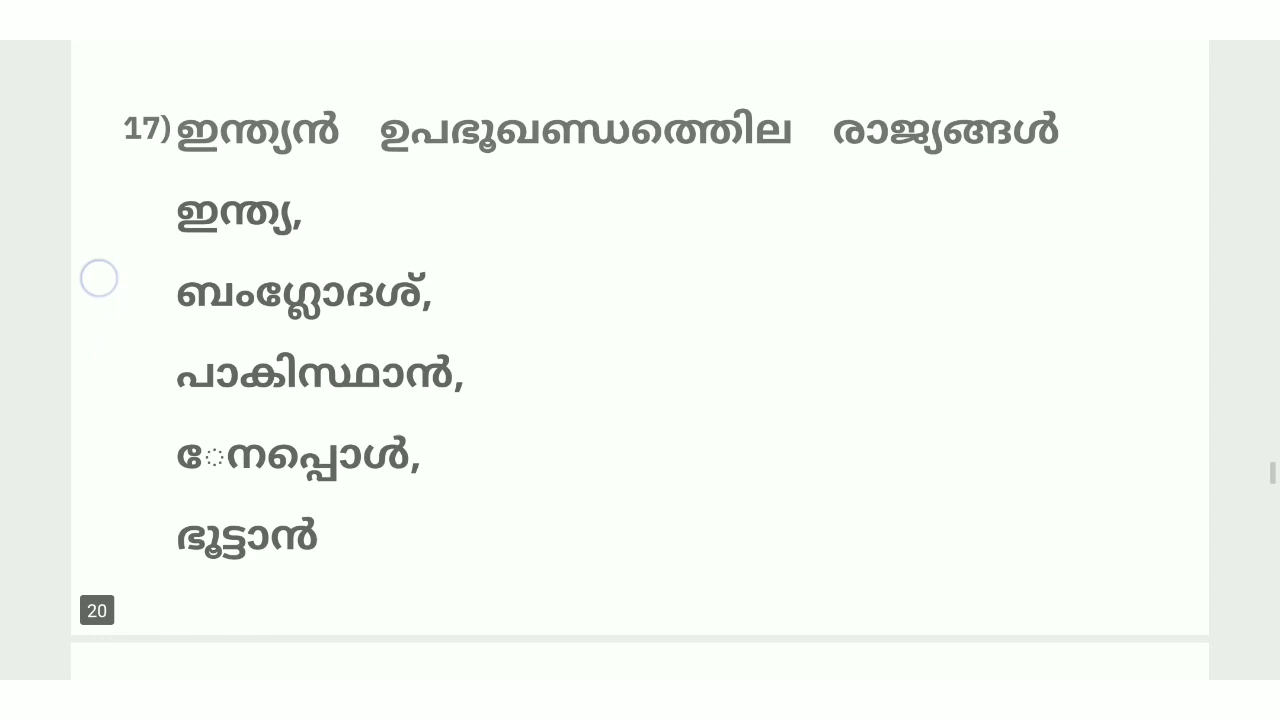 17) ഇന്ത്യൻ ഉപഭൂഖണ്ഡത്തെില രാജ്യങ്ങൾ
ഇന്ത്യ,
ബംഗ്ലോദശ്,
പാകിസ്ഥാൻ,
േനപ്പൊൾ,
ഭൂട്ടാൻ
20